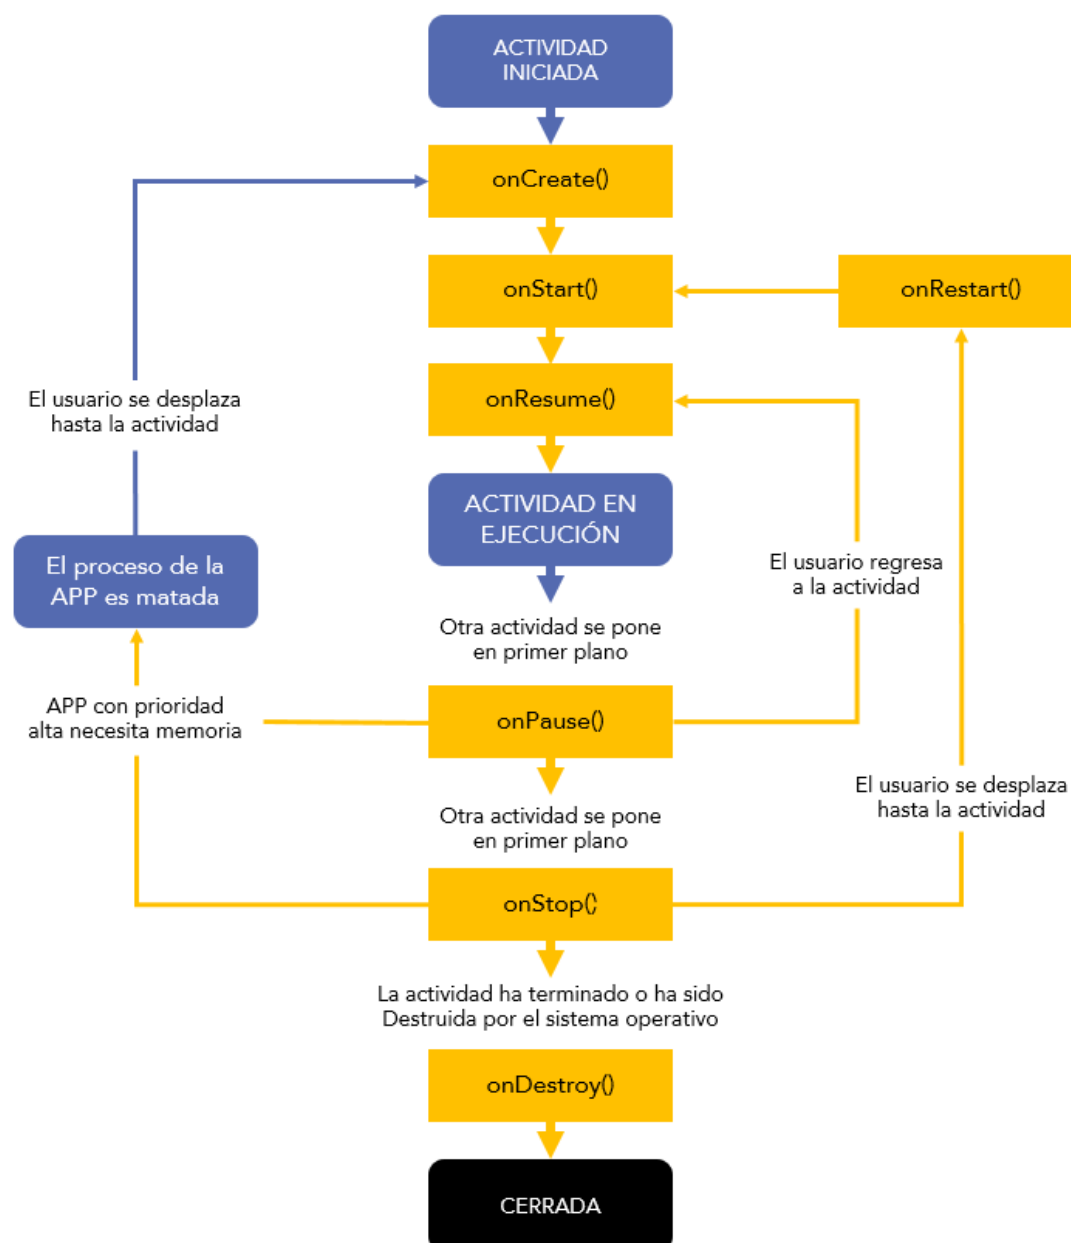 ACTIVIDAD
INICIADA
onCreate()
onStart()
onRestart()
onResume()
El usuario se desplaza
hasta la actividad
ACTIVIDAD EN
EJECUCIÓN
El proceso de la
APP es matada
El usuario regresa
a la actividad
Otra actividad se pone
en primer plano
APP con prioridad
alta necesita memoria
onPause()
El usuario se desplaza
hasta la actividad
Otra actividad se pone
en primer plano
onStop()
La actividad ha terminado o ha sido
Destruida por el sistema operativo
onDestroy()
CERRADA